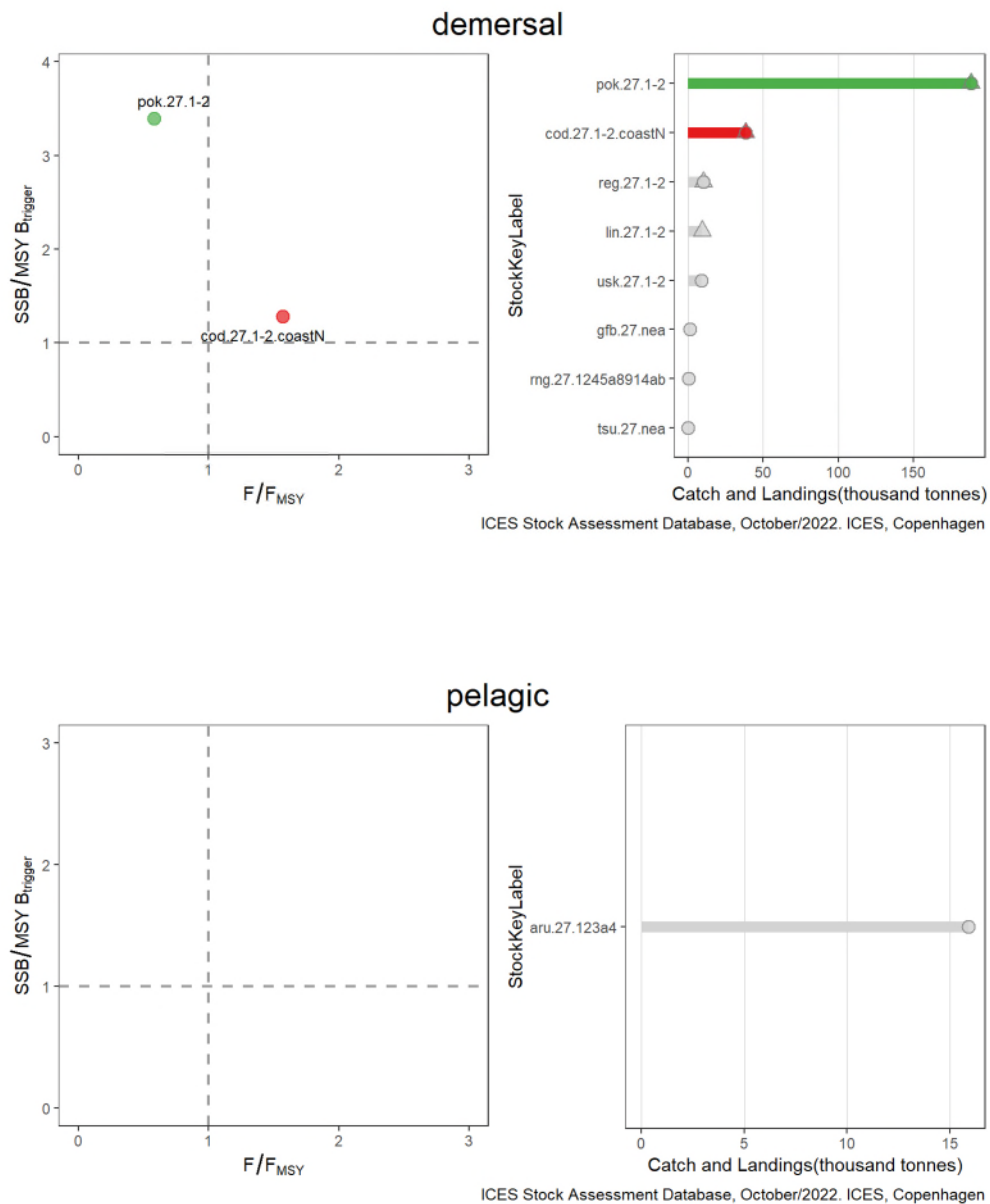 demersal
4
3
2
1
0
SSB/MSY Btrigger
pok.27.1-2
cod.27.1-2.coastN
0 1 2 3
F/FMSY
StockKeyLabel
pok.27.1-2
cod.27.1-2.coastN
reg.27.1-2
lin.27.1-2
usk.27.1-2
gfb.27.nea
rng.27.1245a8914ab
tsu.27.nea
0 50 100 150
Catch and Landings(thousand tonnes)
ICES Stock Assessment Database, October/2022. ICES, Copenhagen
pelagic
3
2
1
0
SSB/MSY Btrigger
0 1 2 3
F/FMSY
StockKeyLabel
aru.27.123a4
0 5 10 15
Catch and Landings(thousand tonnes)
ICES Stock Assessment Database, October/2022. ICES, Copenhagen